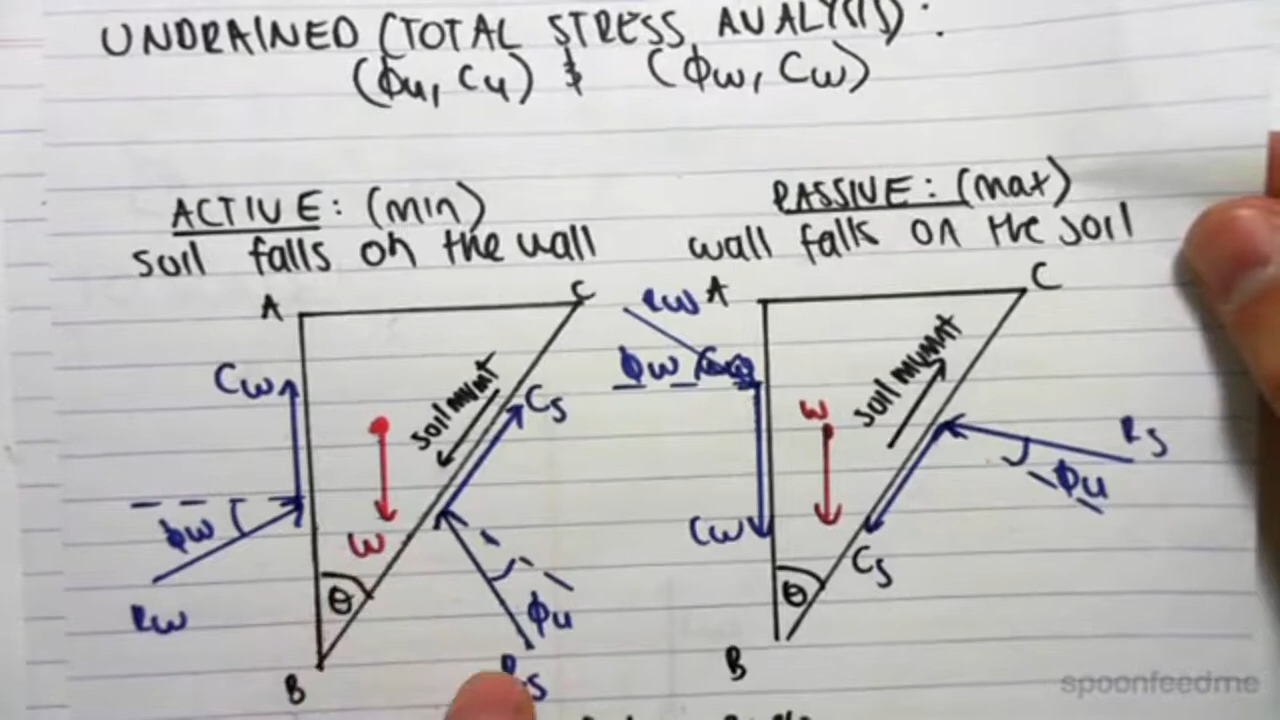 UNDRAINED (TOTAL STRESS ANALYSIS):
(ϕu, Cu) & (ϕw, Cw)
ACTIVE: (min)
soil falls on the wall
A
C
Cw
soil mvmt
Cs
ϕw
W
θ
Rw
ϕu
Rs
B
PASSIVE: (max)
wall falls on the soil
Rw
A
C
ϕw
soil mvmt
W
Rs
ϕu
Cw
Cs
θ
B
spoonfeedme